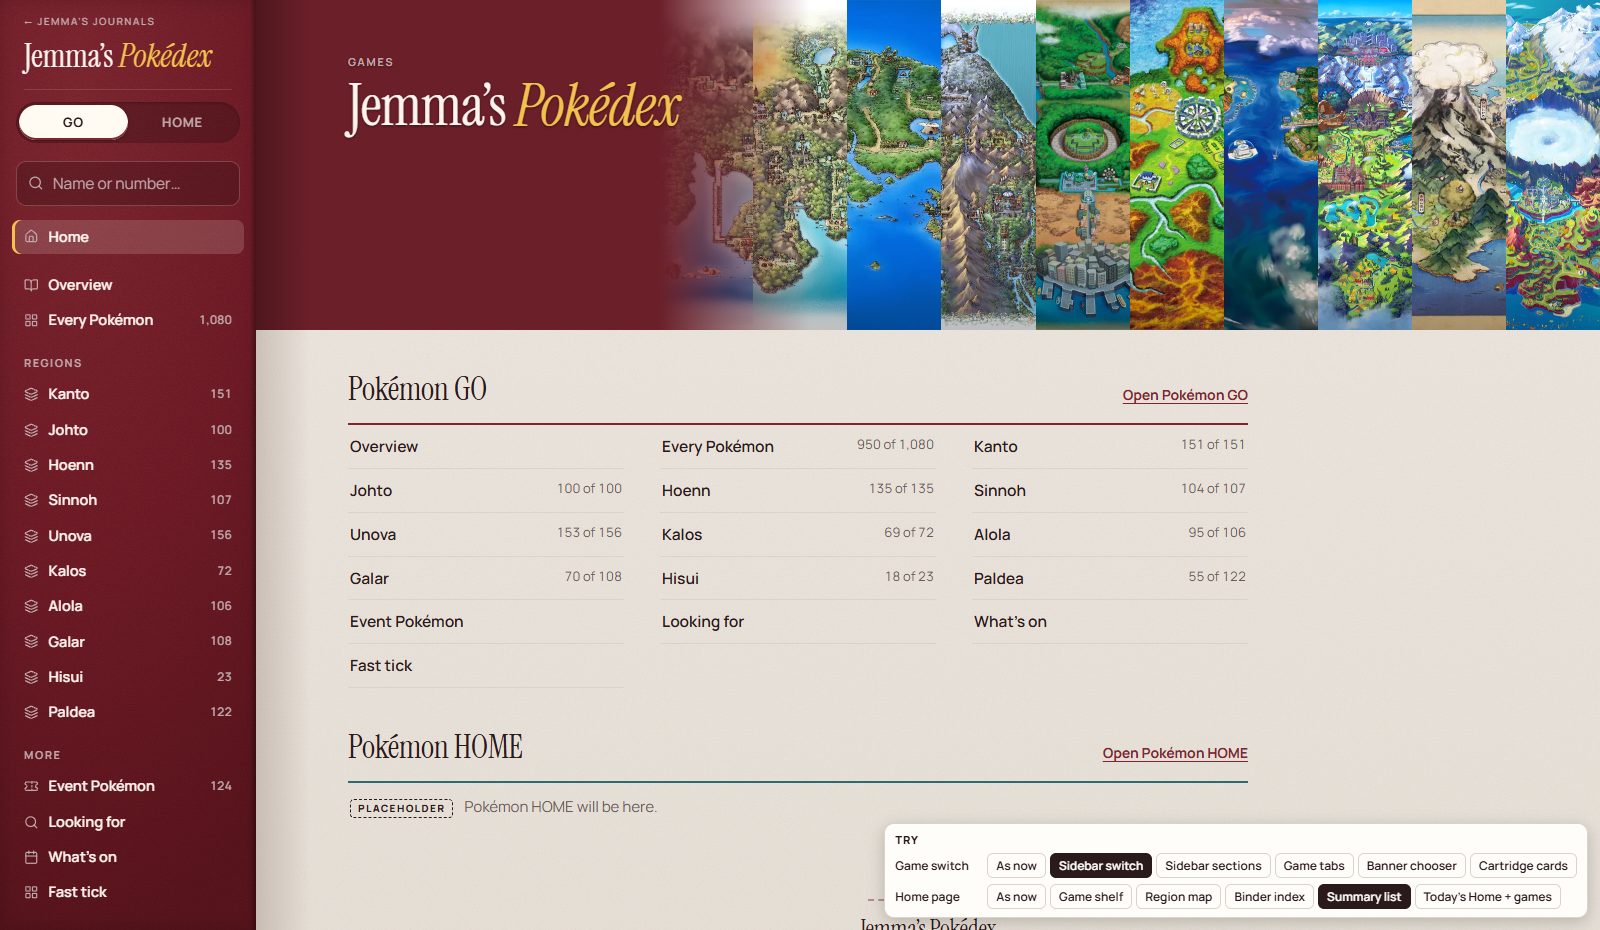 ← JEMMA'S JOURNALS
Jemma's Pokédex
GO HOME
Name or number...
Home
Overview
Every Pokémon 1,080
REGIONS
Kanto 151
Johto 100
Hoenn 135
Sinnoh 107
Unova 156
Kalos 72
Alola 106
Galar 108
Hisui 23
Paldea 122
MORE
Event Pokémon 124
Looking for
What's on
Fast tick
GAMES
Jemma's Pokédex
Pokémon GO Open Pokémon GO
Overview Every Pokémon 950 of 1,080 Kanto 151 of 151
Johto 100 of 100 Hoenn 135 of 135 Sinnoh 104 of 107
Unova 153 of 156 Kalos 69 of 72 Alola 95 of 106
Galar 70 of 108 Hisui 18 of 23 Paldea 55 of 122
Event Pokémon Looking for What's on
Fast tick
Pokémon HOME Open Pokémon HOME
PLACEHOLDER Pokémon HOME will be here.
TRY
Game switch As now Sidebar switch Sidebar sections Game tabs Banner chooser Cartridge cards
Home page As now Game shelf Region map Binder index Summary list Today's Home + games
Jemma's Pokédex